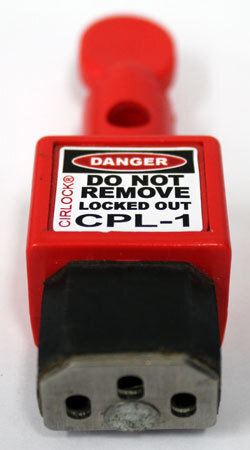 DANGER
CIRLOCK®
DO NOT
REMOVE
LOCKED OUT
CPL-1